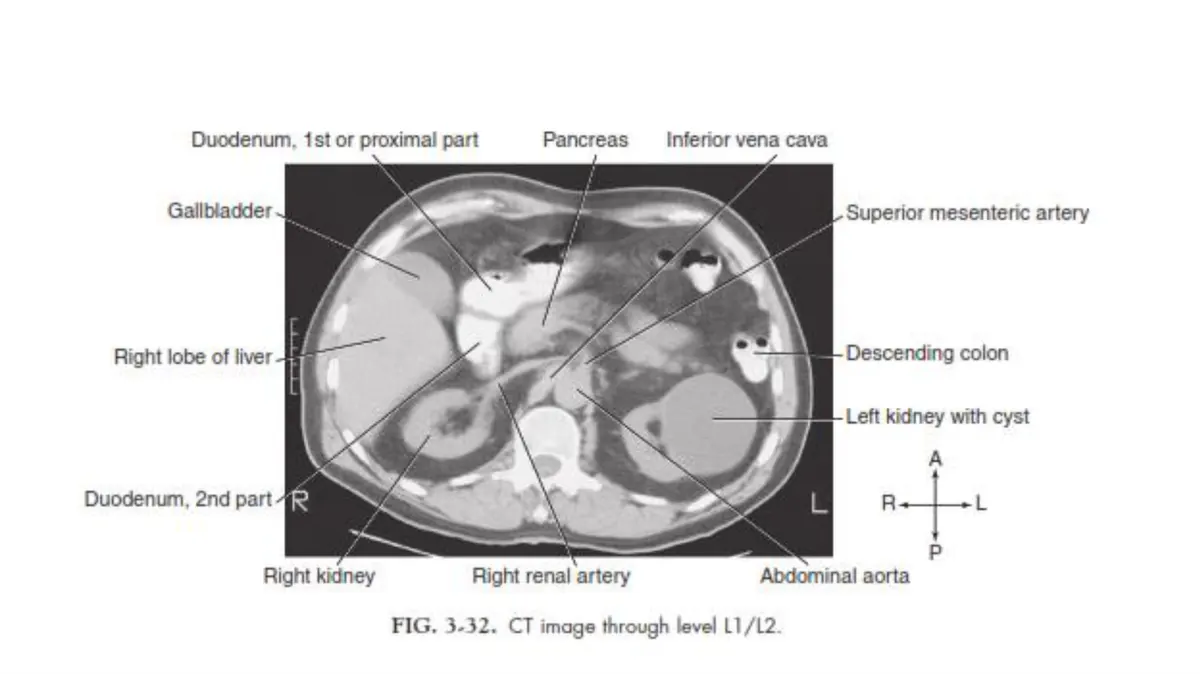 Duodenum, 1st or proximal part
Pancreas
Inferior vena cava
Gallbladder
Superior mesenteric artery
Right lobe of liver
Descending colon
Left kidney with cyst
A
Duodenum, 2nd part
R
L
R
L
P
Right kidney
Right renal artery
Abdominal aorta
FIG. 3-32. CT image through level L1/L2.